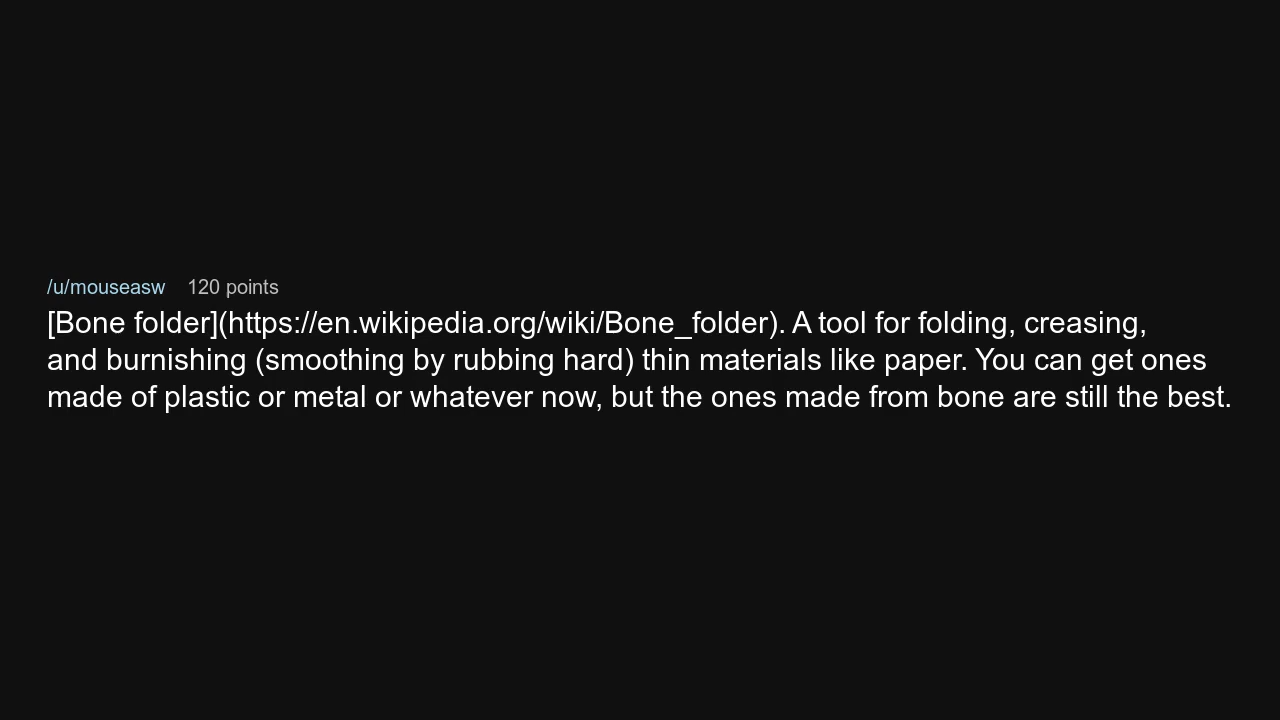 /u/mouseasw 120 points
[Bone folder](https://en.wikipedia.org/wiki/Bone_folder). A tool for folding, creasing,
and burnishing (smoothing by rubbing hard) thin materials like paper. You can get ones
made of plastic or metal or whatever now, but the ones made from bone are still the best.